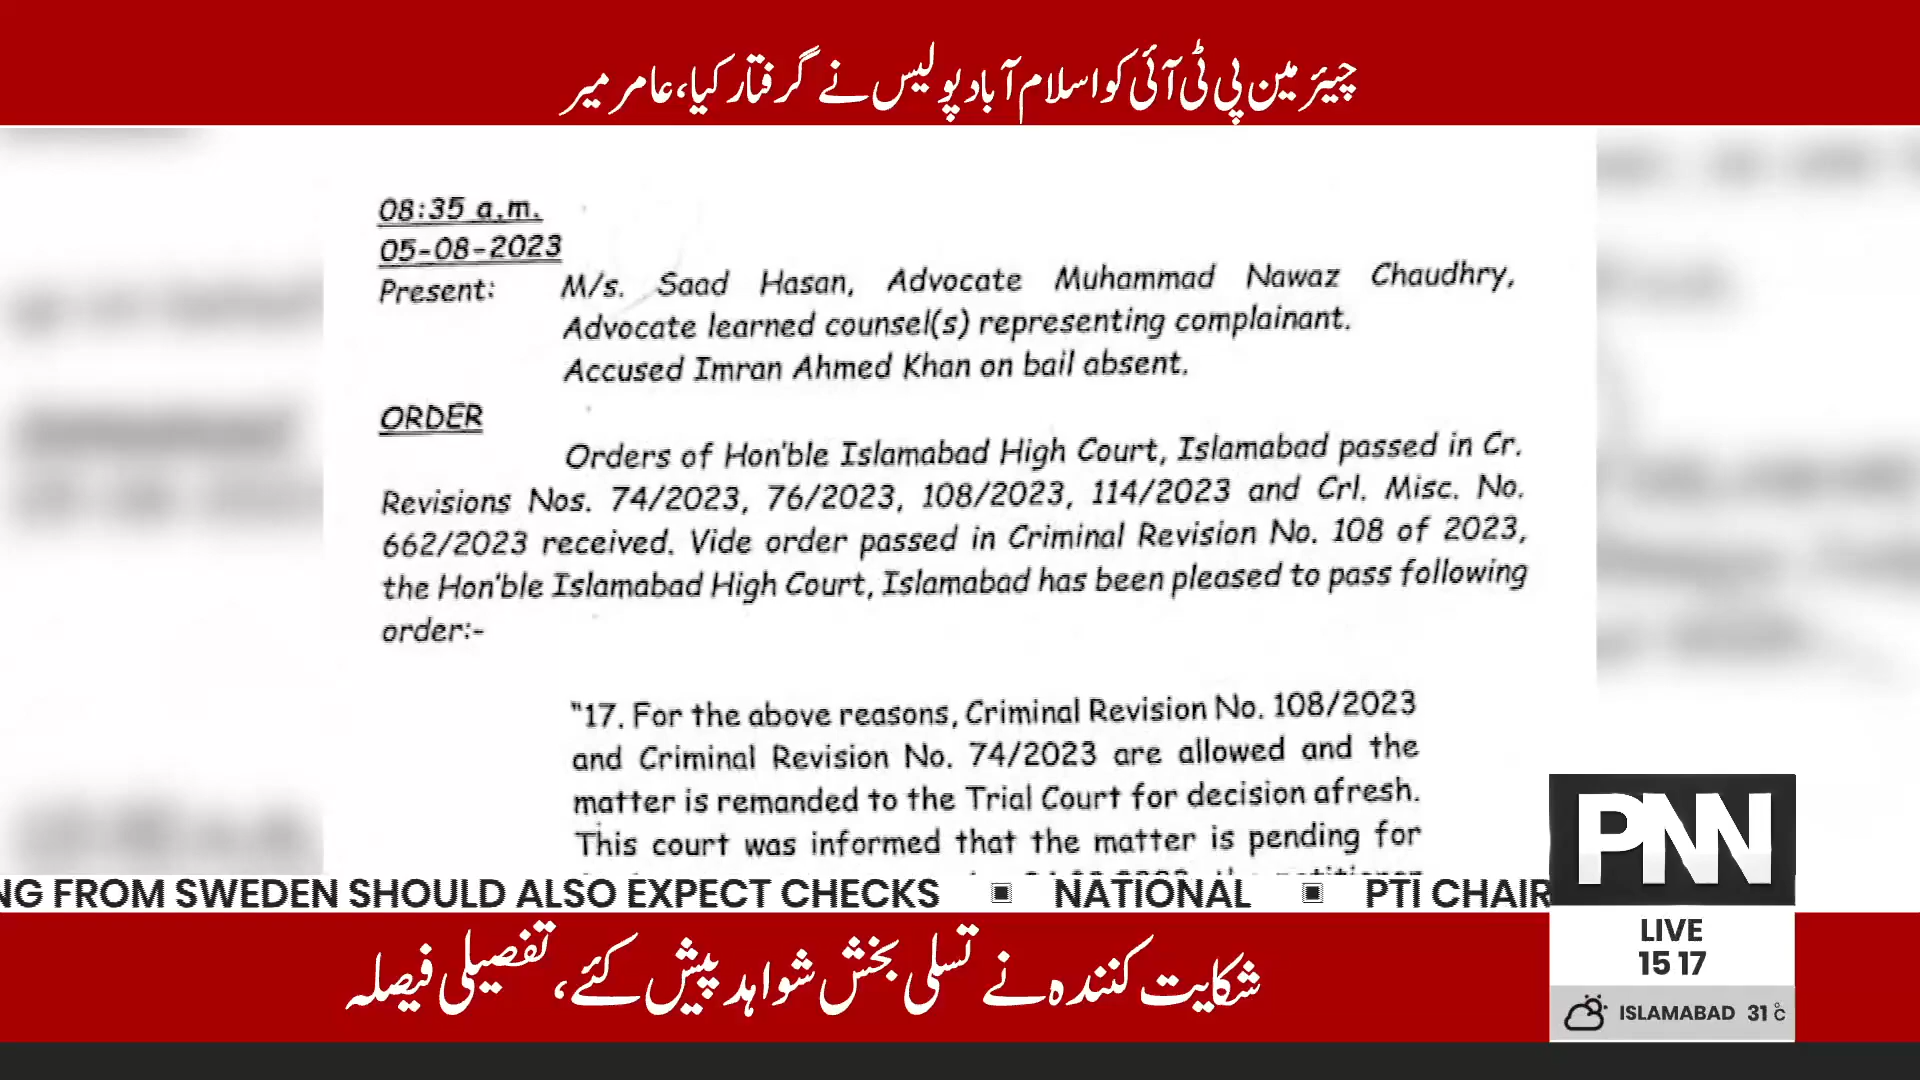 چیئرمین پی ٹی آئی کو اسلام آباد پولیس نے گرفتار کیا، عامر میر
08:35 a.m.
05-08-2023
Present: M/s. Saad Hasan, Advocate Muhammad Nawaz Chaudhry,
Advocate learned counsel(s) representing complainant.
Accused Imran Ahmed Khan on bail absent.
ORDER
Orders of Hon'ble Islamabad High Court, Islamabad passed in Cr.
Revisions Nos. 74/2023, 76/2023, 108/2023, 114/2023 and Crl. Misc. No.
662/2023 received. Vide order passed in Criminal Revision No. 108 of 2023,
the Hon'ble Islamabad High Court, Islamabad has been pleased to pass following
order:-
"17. For the above reasons, Criminal Revision No. 108/2023
and Criminal Revision No. 74/2023 are allowed and the
matter is remanded to the Trial Court for decision afresh.
This court was informed that the matter is pending for
NG FROM SWEDEN SHOULD ALSO EXPECT CHECKS NATIONAL PTI CHAIR
PNN
LIVE
15 17
ISLAMABAD 31°C
شکایت کنندہ نے تسلی بخش شواہد پیش کئے، تفصیلی فیصلہ